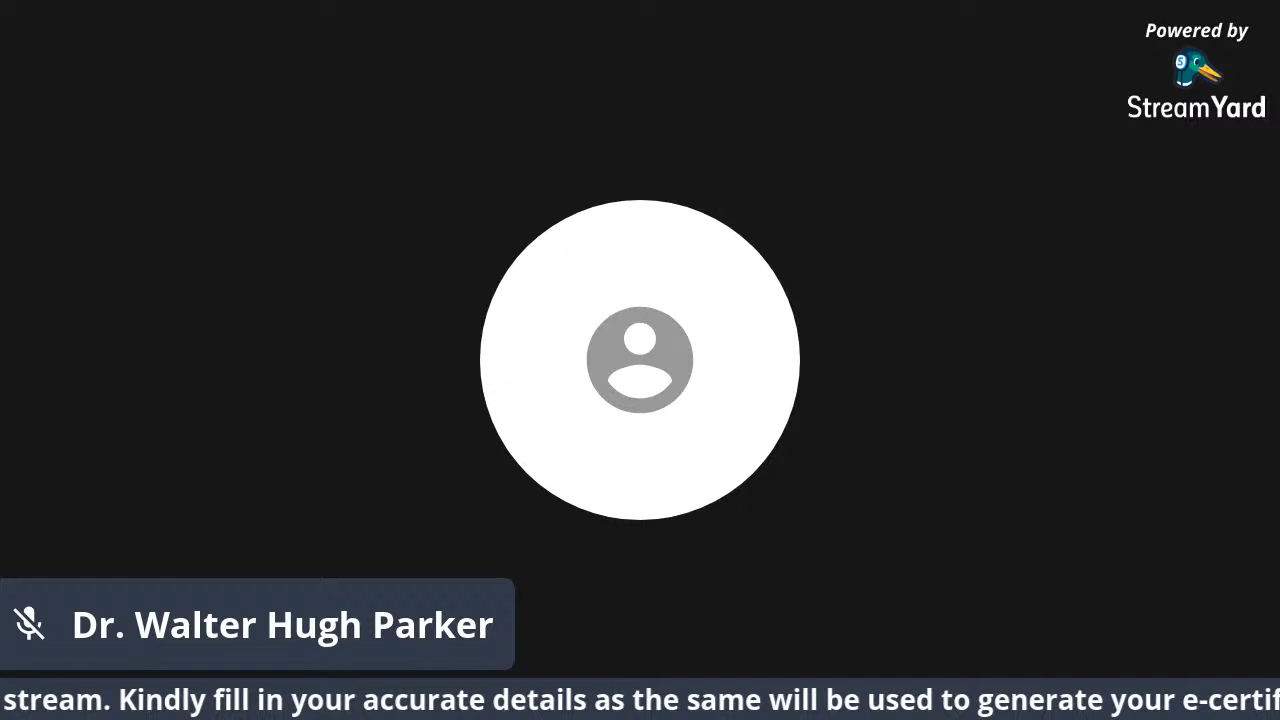 Powered by
S
StreamYard
Dr. Walter Hugh Parker
stream. Kindly fill in your accurate details as the same will be used to generate your e-certif